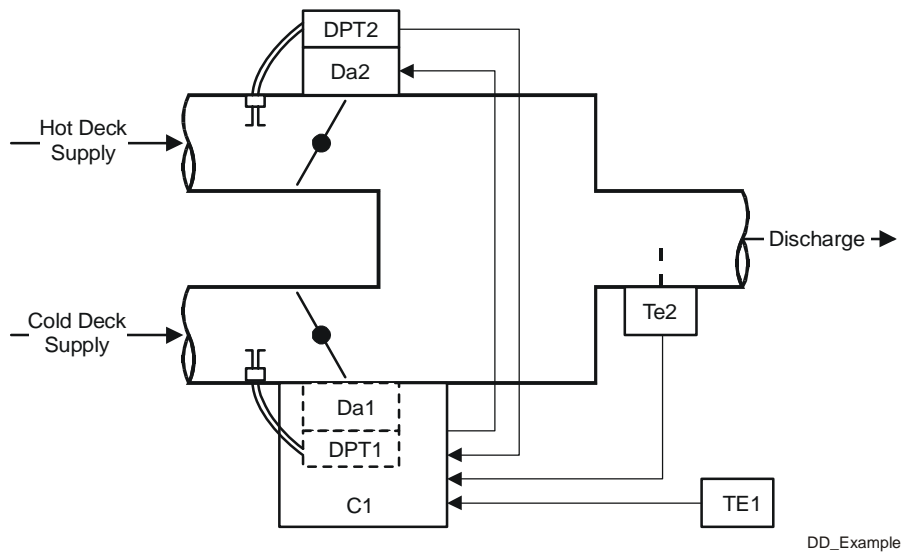 DPT2
Da2
Hot Deck
Supply
Discharge
Cold Deck
Supply
Te2
Da1
DPT1
C1
TE1
DD_Example